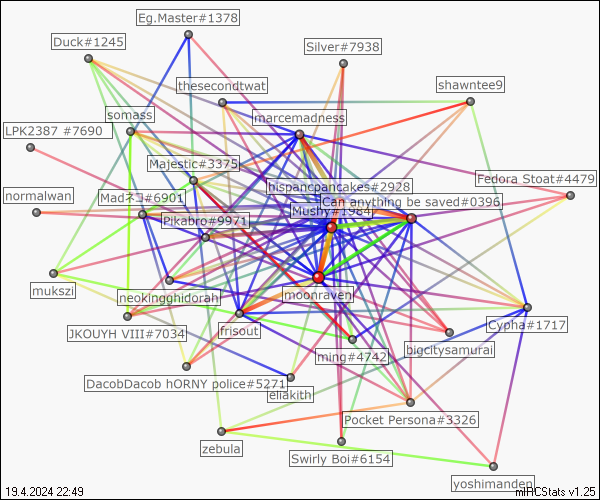 Eg.Master#1378
Duck#1245
Silver#7938
thesecondtwat
shawntee9
somass
marcemadness
LPK2387 #7690
Majestic#3375
Fedora Stoat#4479
hispancpancakes#2928
normalwan
Madネコ#6901
Can anything be saved#0396
Mushy#1984
Pikabro#9971
mukszi
neokingghidorah
moonraven
JKOUYH VIII#7034
frisout
Cypha#1717
ming#4742
bigcitysamurai
DacobDacob hORNY police#5271
eliakith
Pocket Persona#3326
zebula
Swirly Boi#6154
yoshimanden
19.4.2024 22:49
mIRCStats v1.25